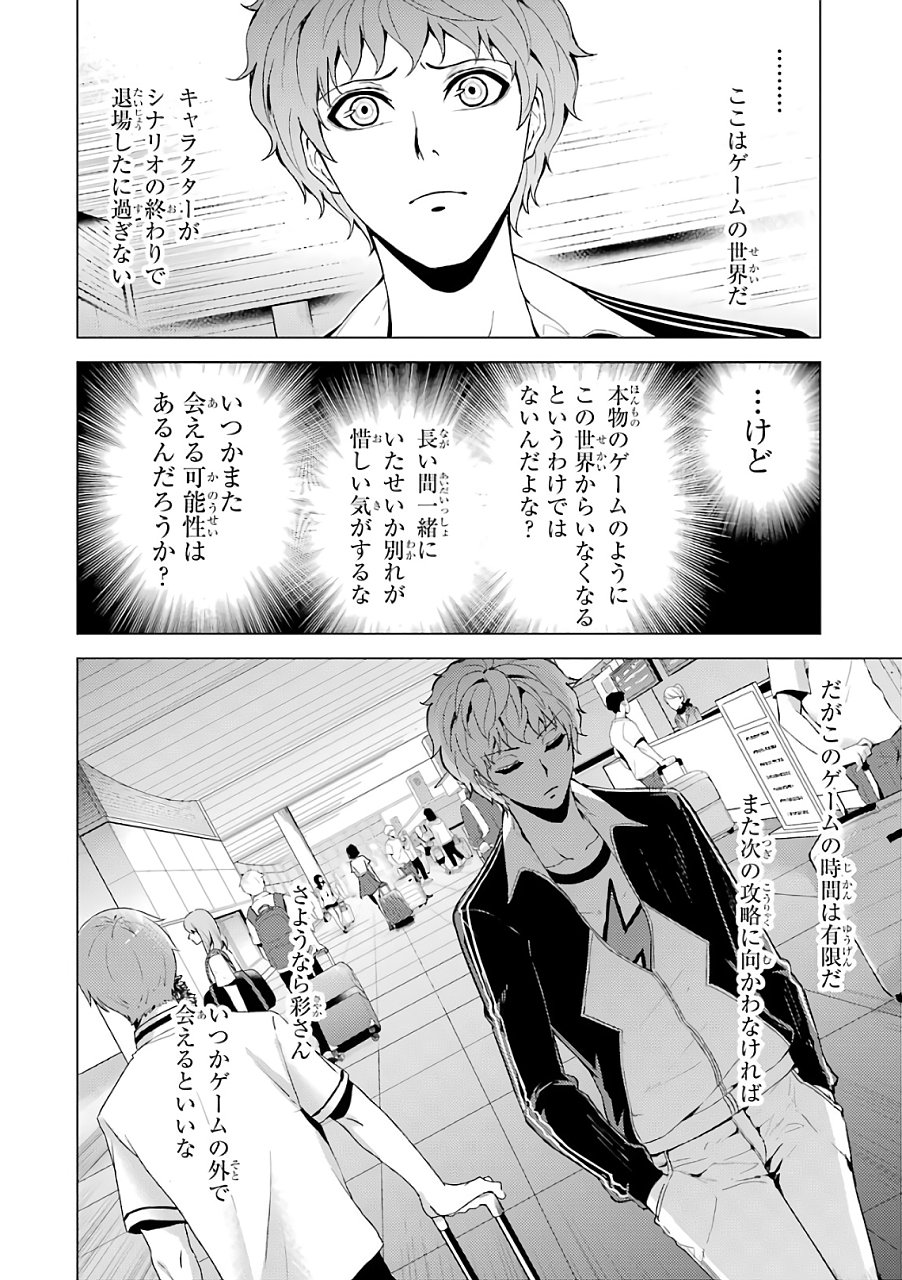 ………
ここはゲームの世界だ
キャラクターが
シナリオの終わりで
退場したに過ぎない
…けど
本物のゲームのように
この世界からいなくなる
というわけでは
ないんだよな?
長い間一緒に
いたせいか別れが
惜しい気がするな
いつかまた
会える可能性は
あるんだろうか?
だがこのゲームの時間は有限だ
また次の攻略に向かわなければ
さようなら彩さん
いつかゲームの外で
会えるといいな